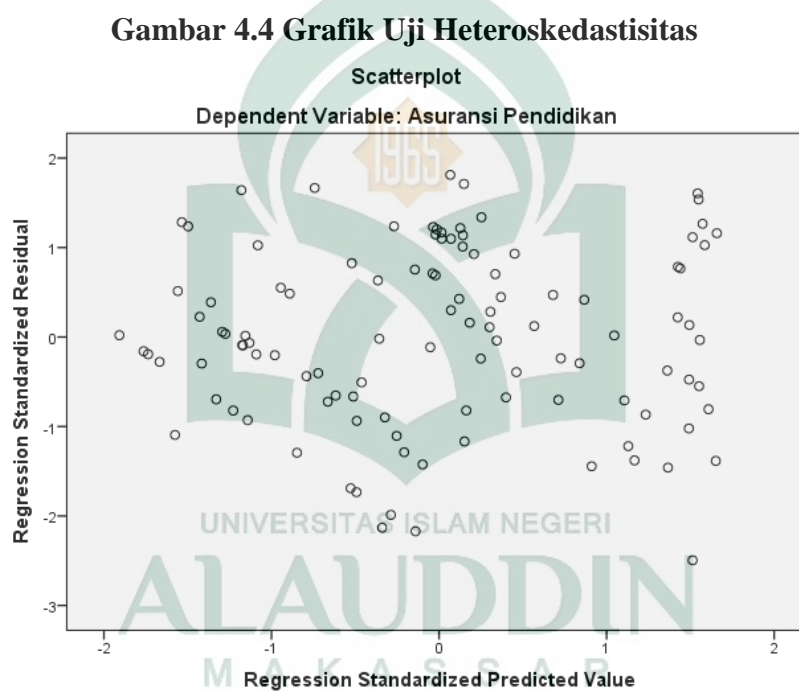 Gambar 4.4 Grafik Uji Heteroskedastisitas
Scatterplot
Dependent Variable: Asuransi Pendidikan
1965
Regression Standardized Residual
2
1
0
-1
-2
-3
UNIVERSITAS ISLAM NEGERI
ALAUDDIN
-2
-1
0
1
2
MAKASSAR
Regression Standardized Predicted Value